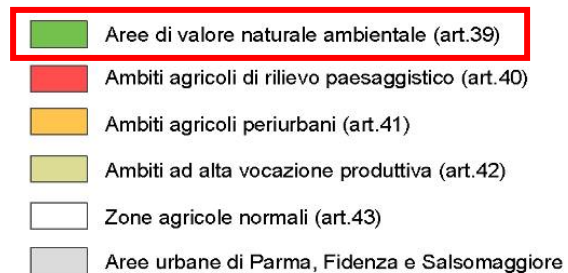 Aree di valore naturale ambientale (art.39)
Ambiti agricoli di rilievo paesaggistico (art.40)
Ambiti agricoli periurbani (art.41)
Ambiti ad alta vocazione produttiva (art.42)
Zone agricole normali (art.43)
Aree urbane di Parma, Fidenza e Salsomaggiore